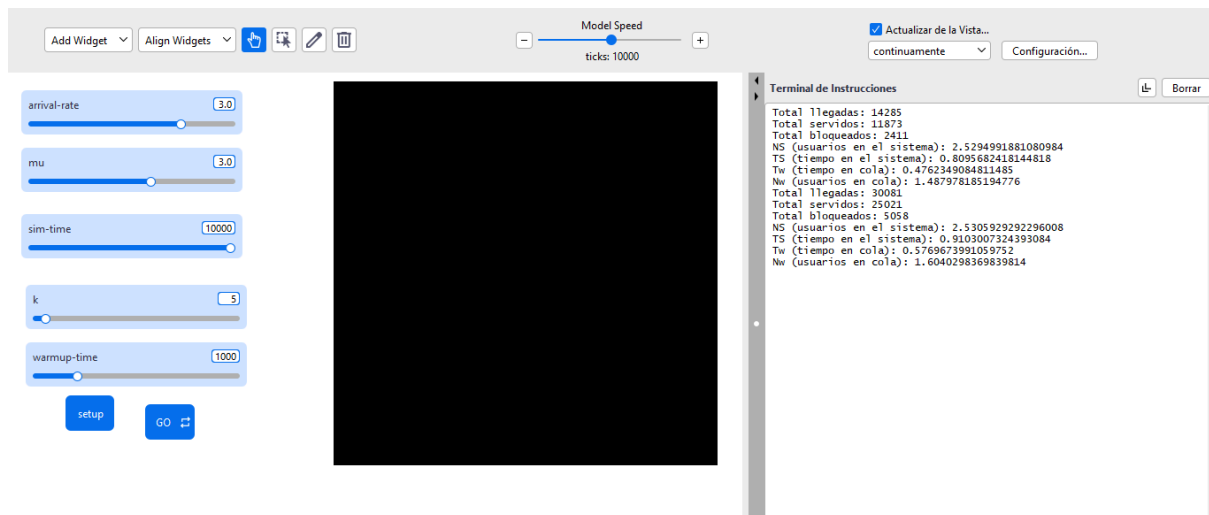 Add Widget
Align Widgets
Model Speed
ticks: 10000
Actualizar de la Vista...
continuamente
Configuración...
arrival-rate 3.0
mu 3.0
sim-time 10000
k 5
warmup-time 1000
setup
GO
Terminal de Instrucciones
Borrar
Total llegadas: 14285
Total servidos: 11873
Total bloqueados: 2411
NS (usuarios en el sistema): 2.5294991881080984
TS (tiempo en el sistema): 0.8095682418144818
Tw (tiempo en cola): 0.4762349084811485
Nw (usuarios en cola): 1.487978185194776
Total llegadas: 30081
Total servidos: 25021
Total bloqueados: 5058
NS (usuarios en el sistema): 2.5305929292296008
TS (tiempo en el sistema): 0.9103007324393084
Tw (tiempo en cola): 0.5769673991059752
Nw (usuarios en cola): 1.6040298369839814